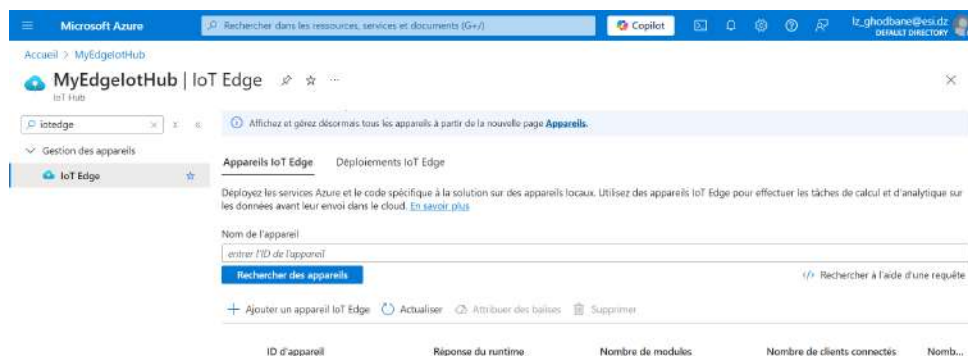 Microsoft Azure
Rechercher dans les ressources, services et documents (G+/)
Copilot
lz_ghodbane@esi.dz
DEFAULT DIRECTORY
Accueil > MyEdgeIotHub
MyEdgeIotHub | IoT Edge
IoT Hub
iotedge
Affichez et gérez désormais tous les appareils à partir de la nouvelle page Appareils.
Gestion des appareils
IoT Edge
Appareils IoT Edge Déploiements IoT Edge
Déployez les services Azure et le code spécifique à la solution sur des appareils locaux. Utilisez des appareils IoT Edge pour effectuer les tâches de calcul et d'analytique sur
les données avant leur envoi dans le cloud. En savoir plus
Nom de l'appareil
entrer l'ID de l'appareil
Rechercher des appareils
Rechercher à l'aide d'une requête
Ajouter un appareil IoT Edge Actualiser Attribuer des balises Supprimer
ID d'appareil Réponse du runtime Nombre de modules Nombre de clients connectés Nomb...